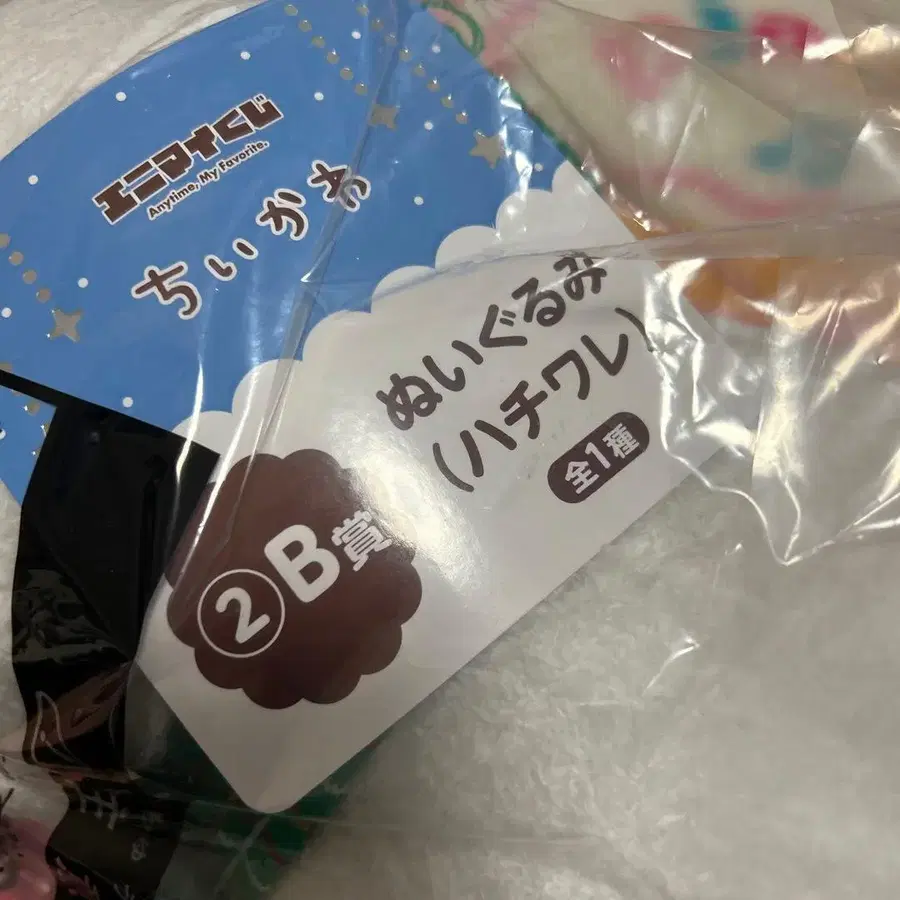 エニマイくじ
Anytime, My Favorite.
ちいかわ
ぬいぐるみ
(ハチワレ)
全1種
②B賞